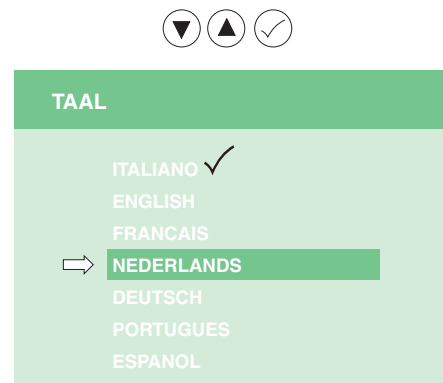 TAAL
ITALIANO
ENGLISH
FRANCAIS
NEDERLANDS
DEUTSCH
PORTUGUES
ESPANOL